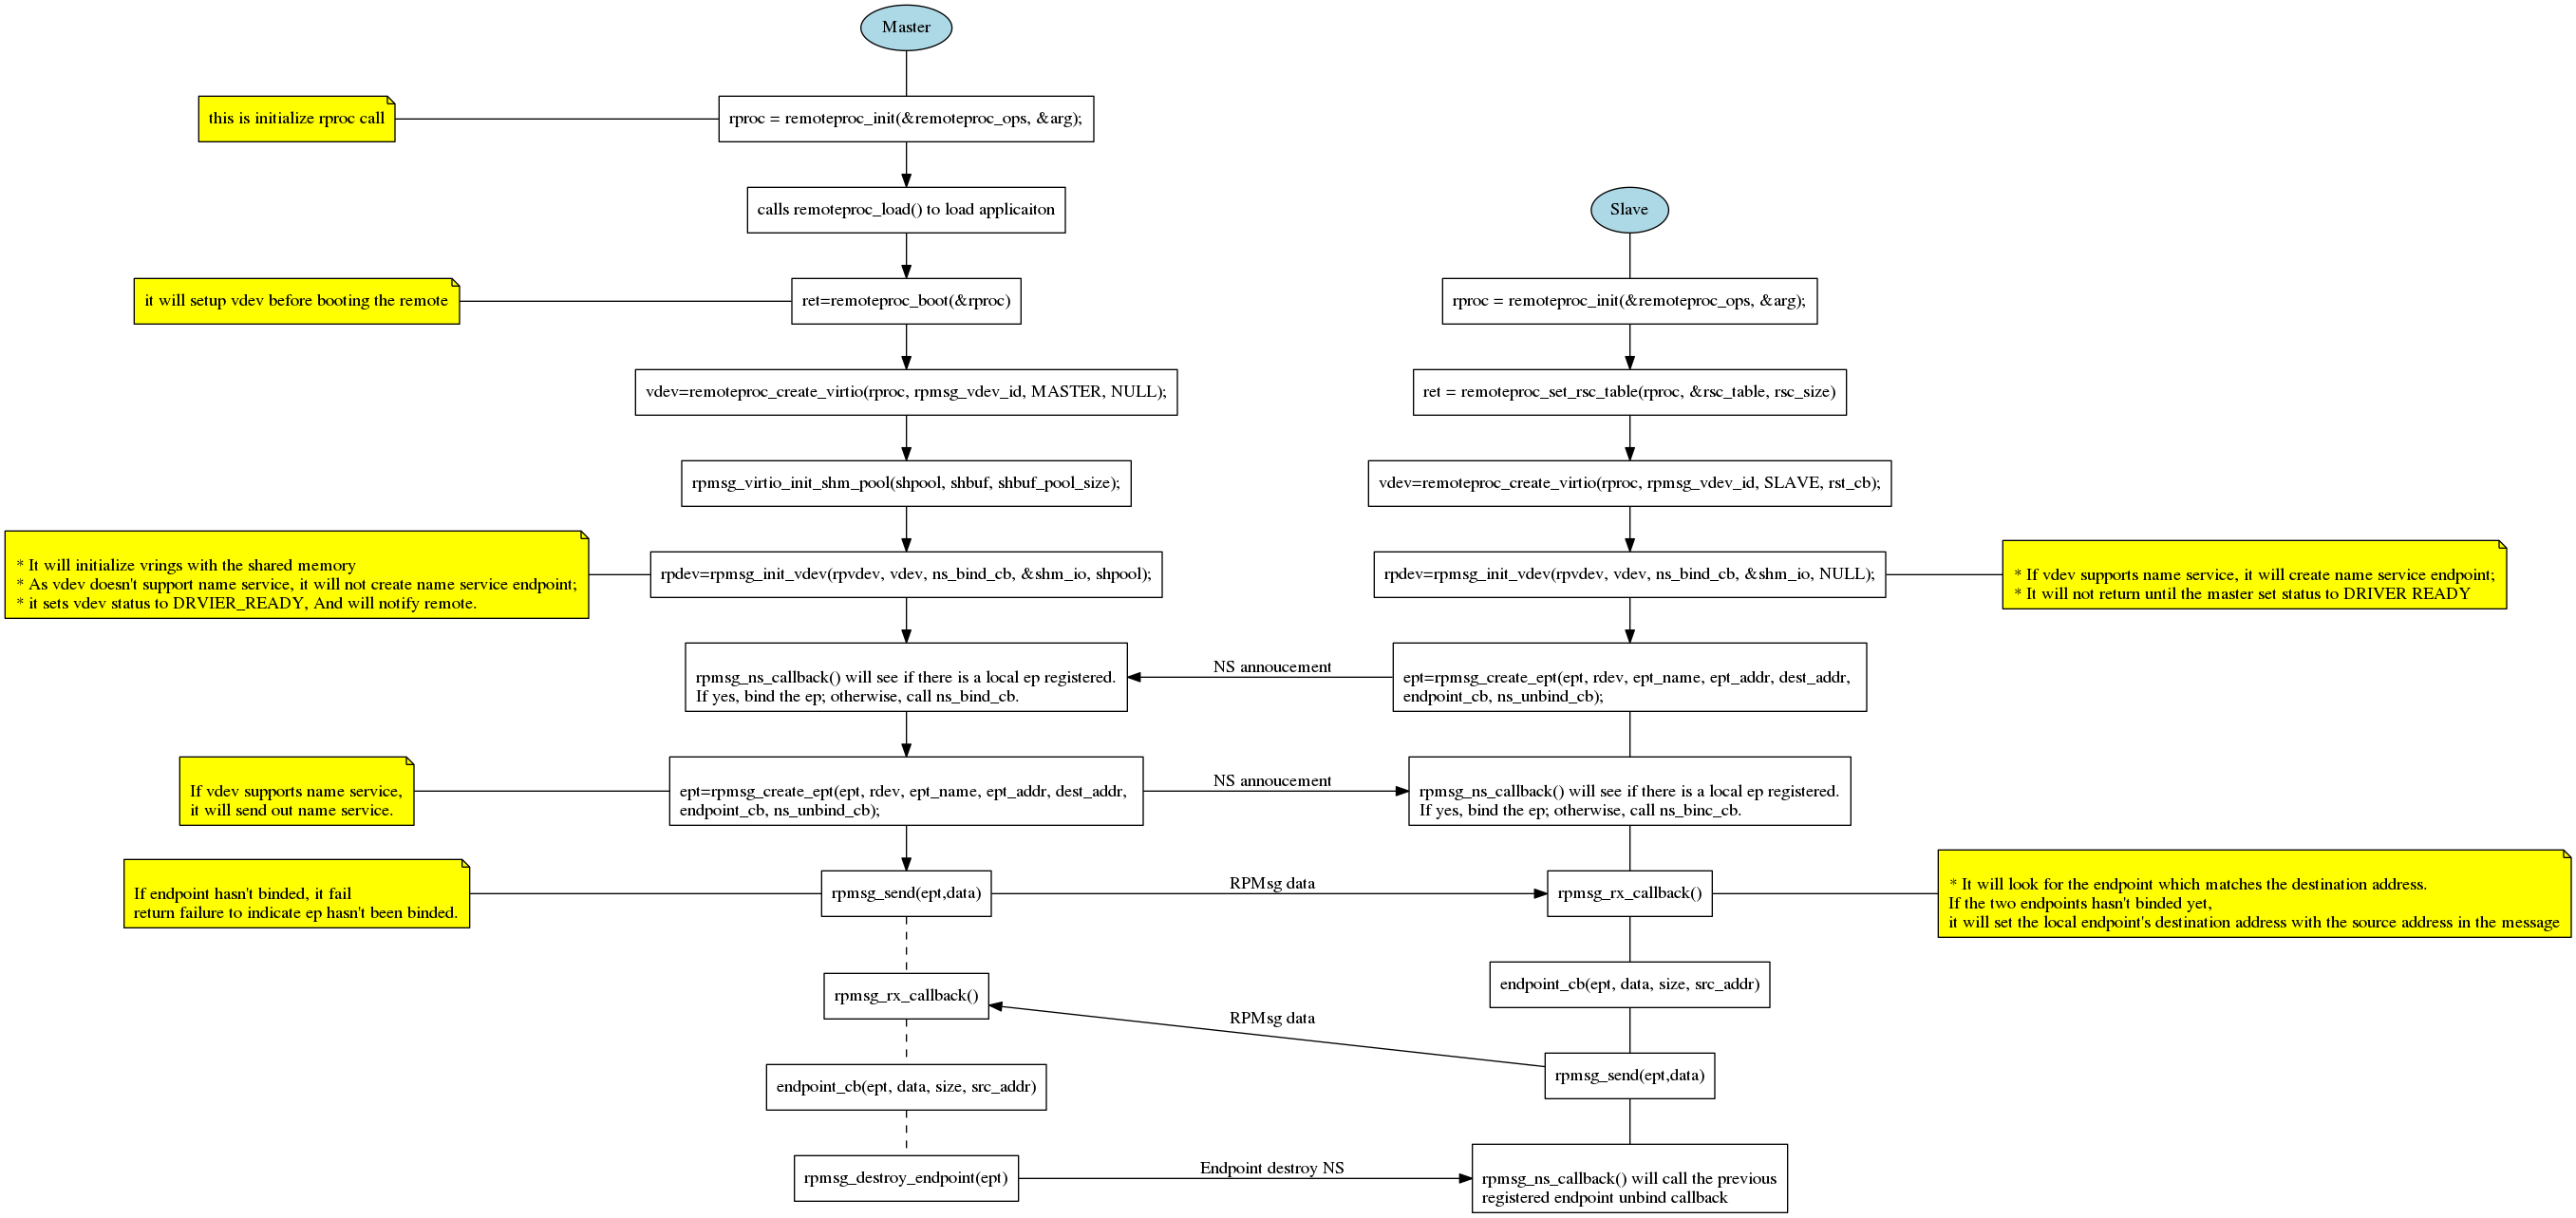 Master
this is initialize rproc call
rproc = remoteproc_init(&remoteproc_ops, &arg);
calls remoteproc_load() to load applicaiton
Slave
it will setup vdev before booting the remote
ret=remoteproc_boot(&rproc)
rproc = remoteproc_init(&remoteproc_ops, &arg);
vdev=remoteproc_create_virtio(rproc, rpmsg_vdev_id, MASTER, NULL);
ret = remoteproc_set_rsc_table(rproc, &rsc_table, rsc_size)
rpmsg_virtio_init_shm_pool(shpool, shbuf, shbuf_pool_size);
vdev=remoteproc_create_virtio(rproc, rpmsg_vdev_id, SLAVE, rst_cb);
* It will initialize vrings with the shared memory
* As vdev doesn't support name service, it will not create name service endpoint;
* it sets vdev status to DRVIER_READY, And will notify remote.
rpdev=rpmsg_init_vdev(rpvdev, vdev, ns_bind_cb, &shm_io, shpool);
rpdev=rpmsg_init_vdev(rpvdev, vdev, ns_bind_cb, &shm_io, NULL);
* If vdev supports name service, it will create name service endpoint;
* It will not return until the master set status to DRIVER READY
rpmsg_ns_callback() will see if there is a local ep registered.
If yes, bind the ep; otherwise, call ns_bind_cb.
NS annoucement
ept=rpmsg_create_ept(ept, rdev, ept_name, ept_addr, dest_addr,
endpoint_cb, ns_unbind_cb);
If vdev supports name service,
it will send out name service.
ept=rpmsg_create_ept(ept, rdev, ept_name, ept_addr, dest_addr,
endpoint_cb, ns_unbind_cb);
NS annoucement
rpmsg_ns_callback() will see if there is a local ep registered.
If yes, bind the ep; otherwise, call ns_binc_cb.
If endpoint hasn't binded, it fail
return failure to indicate ep hasn't been binded.
rpmsg_send(ept,data)
RPMsg data
rpmsg_rx_callback()
* It will look for the endpoint which matches the destination address.
If the two endpoints hasn't binded yet,
it will set the local endpoint's destination address with the source address in the message
rpmsg_rx_callback()
endpoint_cb(ept, data, size, src_addr)
RPMsg data
endpoint_cb(ept, data, size, src_addr)
rpmsg_send(ept,data)
rpmsg_destroy_endpoint(ept)
Endpoint destroy NS
rpmsg_ns_callback() will call the previous
registered endpoint unbind callback